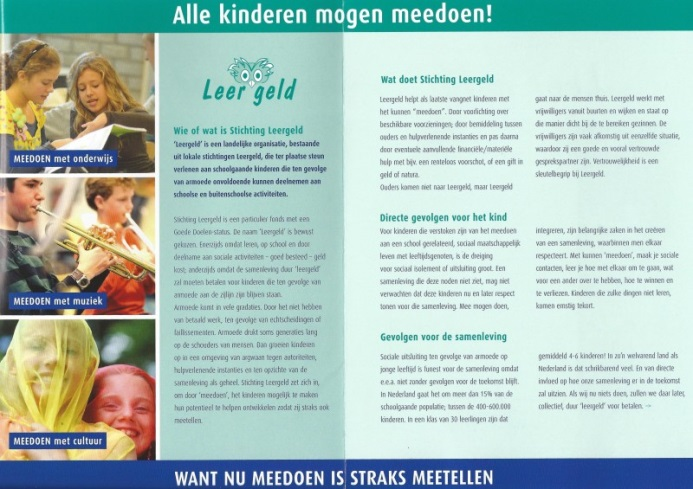 Alle kinderen mogen meedoen!
MEEDOEN met onderwijs
MEEDOEN met muziek
MEEDOEN met cultuur
Leergeld
Wie of wat is Stichting Leergeld
'Leergeld' is een landelijke organisatie, bestaande
uit lokale stichtingen Leergeld, die ter plaatse steun
verlenen aan schoolgaande kinderen die ten gevolge
van armoede onvoldoende kunnen deelnemen aan
schoolse en buitenschoolse activiteiten.
Stichting Leergeld is een particulier fonds met een
Goede Doelen-status. De naam 'Leergeld' is bewust
gekozen. Enerzijds omdat leren, op school en door
deelname aan sociale activiteiten - goed besteed - geld
kost; anderzijds omdat de samenleving duur 'leergeld'
zal moeten betalen voor kinderen die ten gevolge van
armoede aan de zijlijn zijn blijven staan.
Armoede komt in vele gradaties. Door het niet hebben
van betaald werk, ten gevolge van echtscheidingen of
faillissementen. Armoede drukt soms generaties lang
op de schouders van mensen. Dan groeien kinderen
op in een omgeving van argwaan tegen autoriteiten,
hulpverlenende instanties en ten opzichte van de
samenleving als geheel. Stichting Leergeld zet zich in,
om door 'meedoen', het kinderen mogelijk te maken
hun potentieel te helpen ontwikkelen zodat zij straks ook
meetellen.
Wat doet Stichting Leergeld
Leergeld helpt als laatste vangnet kinderen met
het kunnen "meedoen". Door voorlichting over
beschikbare voorzieningen, door bemiddeling tussen
ouders en hulpverlenende instanties en pas daarna
door eventuele aanvullende financiële/materiële
hulp met bijv. een renteloos voorschot, of een gift in
geld of natura.
Ouders komen niet naar Leergeld, maar Leergeld
gaat naar de mensen thuis. Leergeld werkt met
vrijwilligers vanuit buurten en wijken en staat op
die manier dicht bij de te bereiken gezinnen. De
vrijwilligers zijn vaak afkomstig uit eenzelfde situatie,
waardoor zij een goede en vooral vertrouwde
gesprekspartner zijn. Vertrouwelijkheid is een
sleutelbegrip bij Leergeld.
Directe gevolgen voor het kind
Voor kinderen die verstoken zijn van het meedoen
aan een school gerelateerd, sociaal maatschappelijk
leven met leeftijdsgenoten, is de dreiging
voor sociaal isolement of uitsluiting groot. Een
samenleving die deze noden niet ziet, mag niet
verwachten dat deze kinderen nu en later respect
tonen voor die samenleving. Mee mogen doen,
integreren, zijn belangrijke zaken in het creëren
van een samenleving, waarbinnen men elkaar
respecteert. Met kunnen 'meedoen', maak je sociale
contacten, leer je hoe met elkaar om te gaan, wat
voor een ander over te hebben, hoe te winnen en
te verliezen. Kinderen die zulke dingen niet leren,
komen ernstig tekort.
Gevolgen voor de samenleving
Sociale uitsluiting ten gevolge van armoede op
jonge leeftijd is funest voor de samenleving omdat
e.e.a. niet zonder gevolgen voor de toekomst blijft.
In Nederland gaat het om meer dan 15% van de
schoolgaande populatie; tussen de 400-600.000
kinderen. In een klas van 30 leerlingen zijn dat
gemiddeld 4-6 kinderen! In zo'n welvarend land als
Nederland is dat schrikbarend veel. En van directe
invloed op hoe onze samenleving er in de toekomst
zal uitzien. Als wij nu niets doen, zullen we daar later,
collectief, duur 'leergeld' voor betalen. →
WANT NU MEEDOEN IS STRAKS MEETELLEN